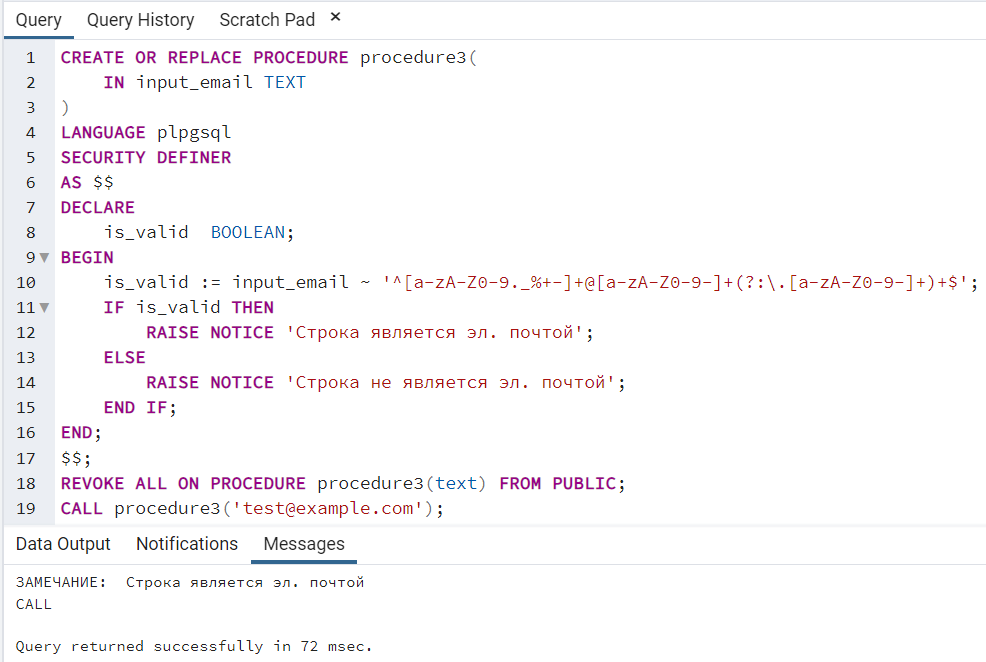 Query Query History Scratch Pad ✕
1 CREATE OR REPLACE PROCEDURE procedure3(
2 IN input_email TEXT
3 )
4 LANGUAGE plpgsql
5 SECURITY DEFINER
6 AS $$
7 DECLARE
8 is_valid BOOLEAN;
9 BEGIN
10 is_valid := input_email ~ '^[a-zA-Z0-9._%+-]+@[a-zA-Z0-9-]+(?:\.[a-zA-Z0-9-]+)+$';
11 IF is_valid THEN
12 RAISE NOTICE 'Строка является эл. почтой';
13 ELSE
14 RAISE NOTICE 'Строка не является эл. почтой';
15 END IF;
16 END;
17 $$;
18 REVOKE ALL ON PROCEDURE procedure3(text) FROM PUBLIC;
19 CALL procedure3('test@example.com');
Data Output Notifications Messages
ЗАМЕЧАНИЕ: Строка является эл. почтой
CALL
Query returned successfully in 72 msec.